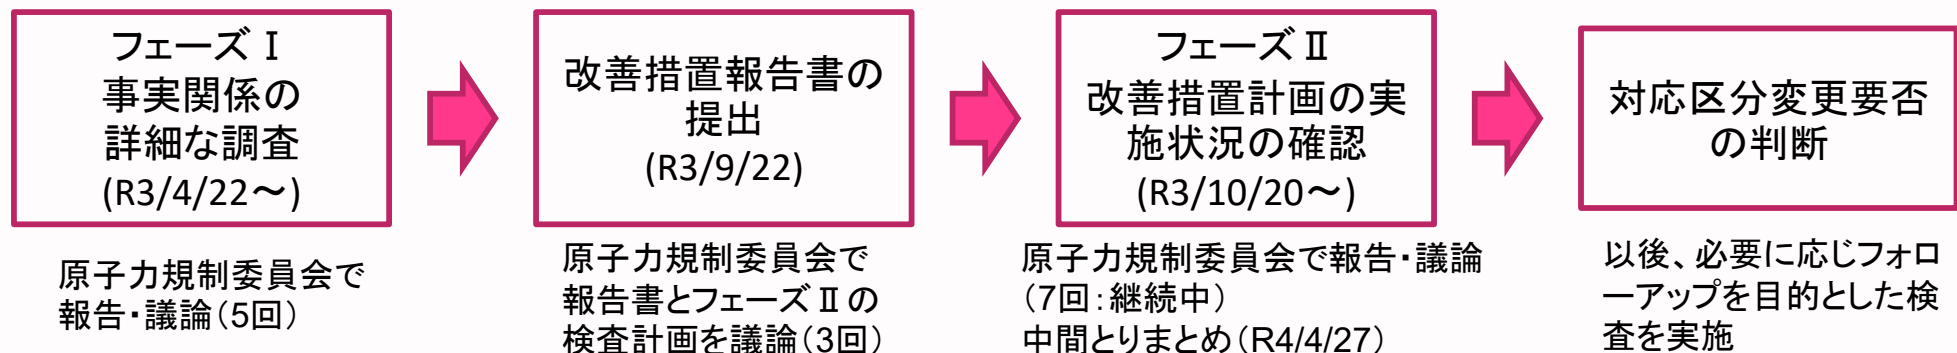 フェーズⅠ
事実関係の
詳細な調査
(R3/4/22～)
原子力規制委員会で
報告・議論(5回)
改善措置報告書の
提出
(R3/9/22)
原子力規制委員会で
報告書とフェーズⅡの
検査計画を議論(3回)
フェーズⅡ
改善措置計画の実
施状況の確認
(R3/10/20～)
原子力規制委員会で報告・議論
(7回:継続中)
中間とりまとめ(R4/4/27)
対応区分変更要否
の判断
以後、必要に応じフォロ
ーアップを目的とした検
査を実施